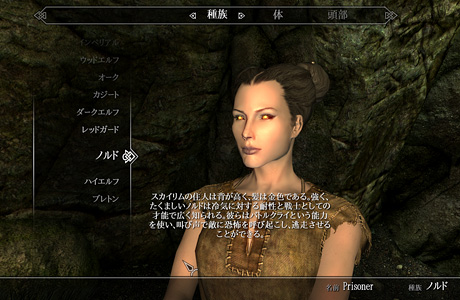 種族 体 頭部
インペリアル
ウッドエルフ
オーク
カジート
ダークエルフ
レッドガード
ノルド
ハイエルフ
ブレトン
スカイリムの住人は背が高く、髪は金色である。強く、
たくましいノルドは冷気に対する耐性と戦士としての
才能で広く知られる。彼らはバトルクライという能力
を使い、叫び声で敵に恐怖を呼び起こし、逃走させる
ことができる。
名前 Prisoner 種族 ノルド